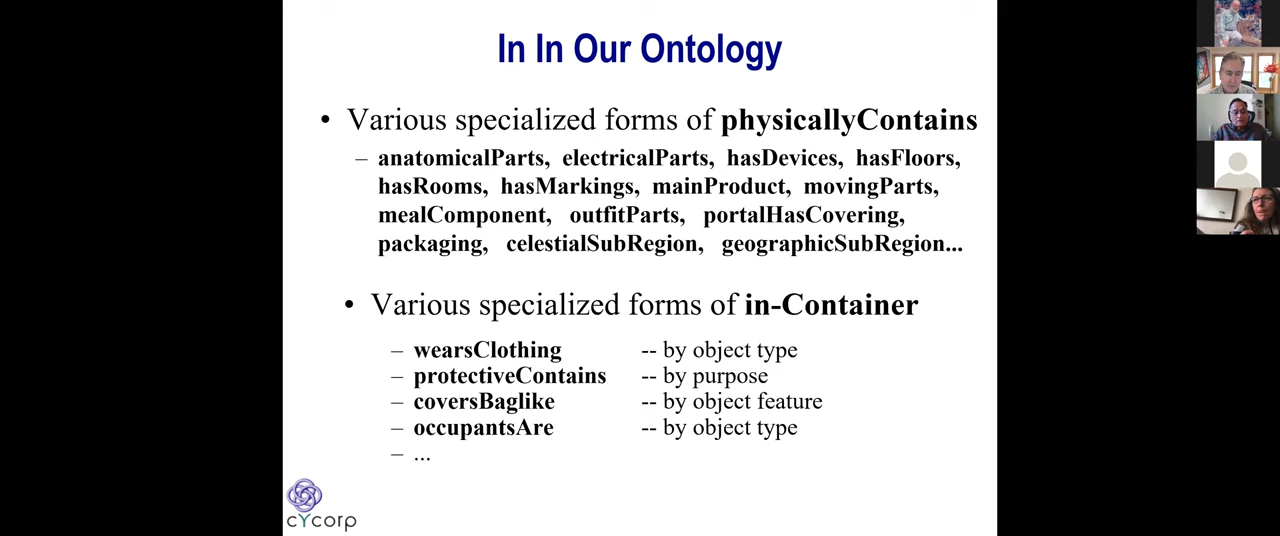 In In Our Ontology
• Various specialized forms of physicallyContains
– anatomicalParts, electricalParts, hasDevices, hasFloors,
hasRooms, hasMarkings, mainProduct, movingParts,
mealComponent, outfitParts, portalHasCovering,
packaging, celestialSubRegion, geographicSubRegion...
• Various specialized forms of in-Container
– wearsClothing -- by object type
– protectiveContains -- by purpose
– coversBaglike -- by object feature
– occupantsAre -- by object type
– ...
cYcorp